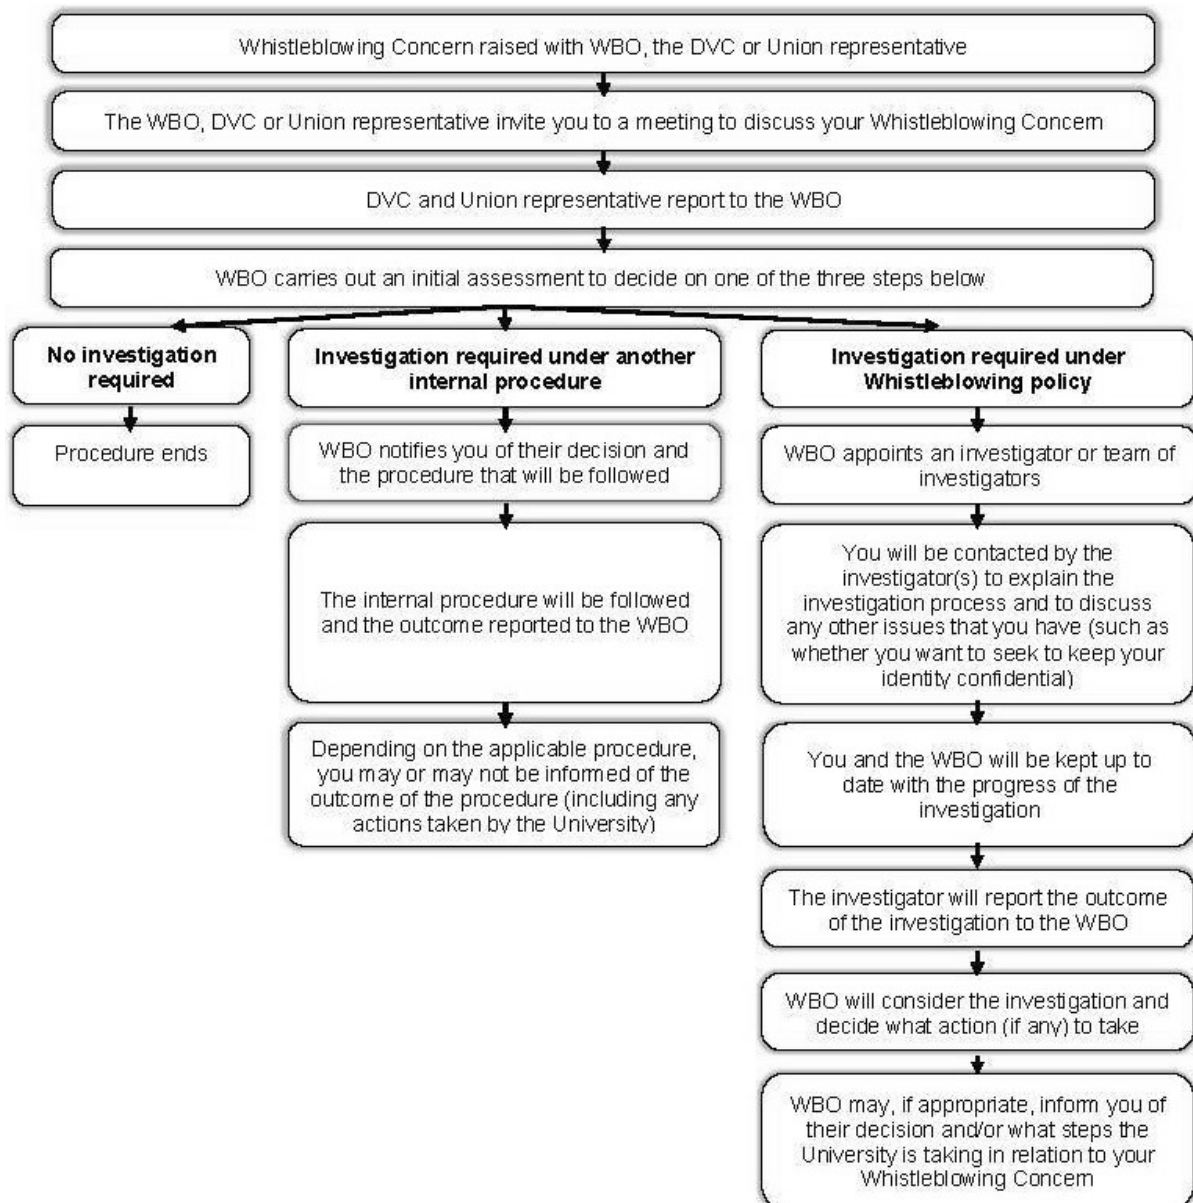 Whistleblowing Concern raised with WBO, the DVC or Union representative
The WBO, DVC or Union representative invite you to a meeting to discuss your Whistleblowing Concern
DVC and Union representative report to the WBO
WBO carries out an initial assessment to decide on one of the three steps below
No investigation
required
Procedure ends
Investigation required under another
internal procedure
WBO notifies you of their decision and
the procedure that will be followed
The internal procedure will be followed
and the outcome reported to the WBO
Depending on the applicable procedure,
you may or may not be informed of the
outcome of the procedure (including any
actions taken by the University)
Investigation required under
Whistleblowing policy
WBO appoints an investigator or team of
investigators
You will be contacted by the
investigator(s) to explain the
investigation process and to discuss
any other issues that you have (such as
whether you want to seek to keep your
identity confidential)
You and the WBO will be kept up to
date with the progress of the
investigation
The investigator will report the outcome
of the investigation to the WBO
WBO will consider the investigation and
decide what action (if any) to take
WBO may, if appropriate, inform you of
their decision and/or what steps the
University is taking in relation to your
Whistleblowing Concern